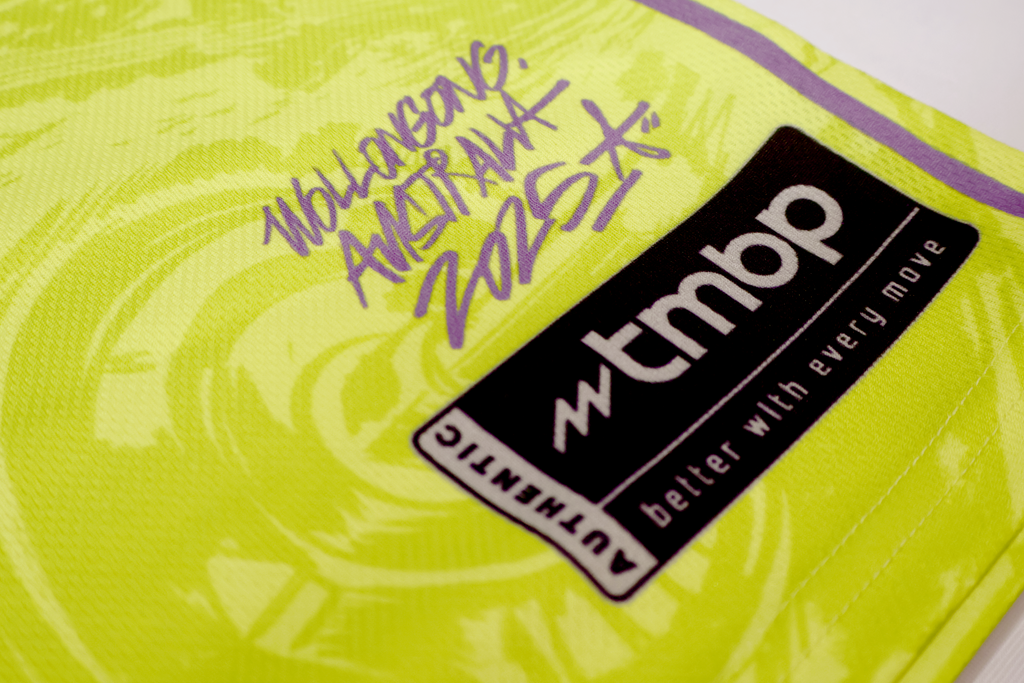 WOLLONGONG.
AUSTRALIA
2025
tmbp
better with every move
AUTHENTIC